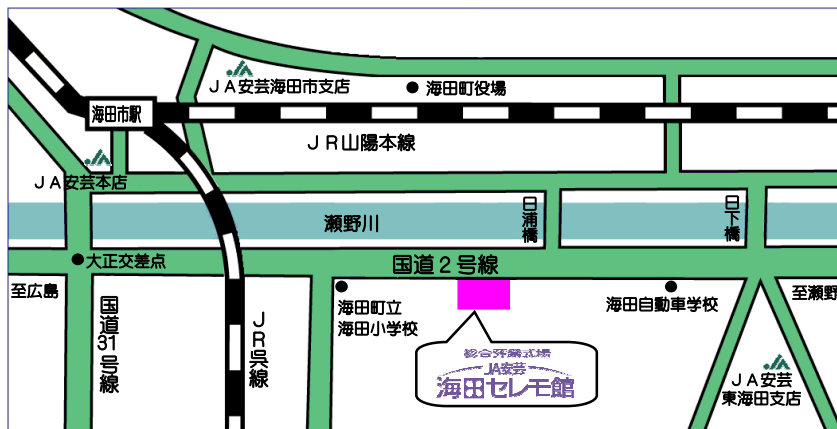 JA安芸海田市支店
海田町役場
海田市駅
JR山陽本線
JA安芸本店
瀬野川
日浦橋
日下橋
大正交差点
国道2号線
至広島
国道31号線
JR呉線
海田町立
海田小学校
海田自動車学校
至瀬野
総合葬祭式場
JA安芸
海田セレモ館
JA安芸
東海田支店